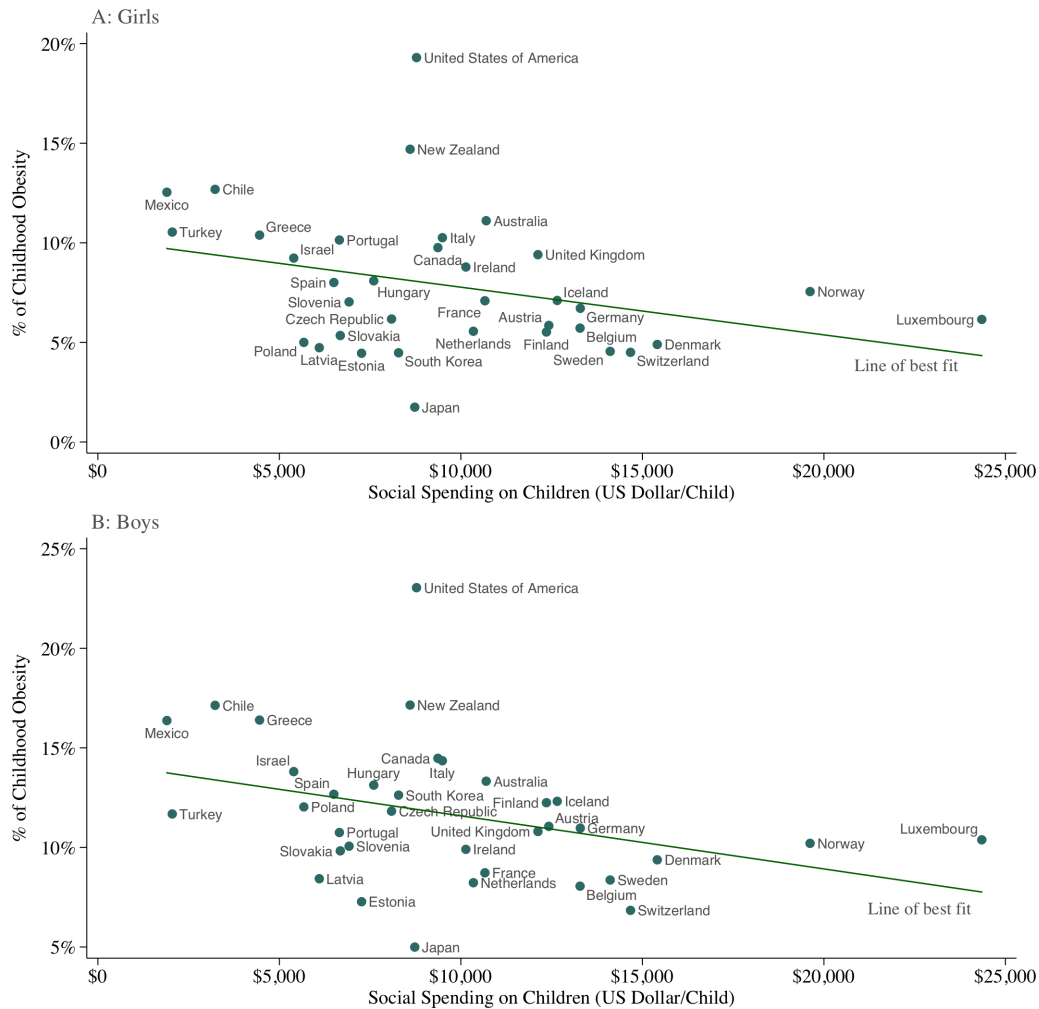 A: Girls
20%
United States of America
15%
New Zealand
Chile
Mexico
Australia
Greece
Turkey
Italy
Portugal
10%
Israel
United Kingdom
Canada
Ireland
Spain
Hungary
Iceland
Norway
Slovenia
France
Austria
Germany
Luxembourg
Czech Republic
Slovakia
Netherlands
Finland
Belgium
5%
Poland
Latvia
Estonia
South Korea
Sweden
Denmark
Switzerland
Line of best fit
Japan
0%
% of Childhood Obesity
$0 $5,000 $10,000 $15,000 $20,000 $25,000
Social Spending on Children (US Dollar/Child)
B: Boys
25%
United States of America
20%
Chile
New Zealand
Greece
Mexico
15%
Israel
Canada
Italy
Hungary
Spain
Australia
South Korea
Poland
Czech Republic
Finland
Iceland
Turkey
Austria
United Kingdom
Germany
Luxembourg
Portugal
Slovenia
Slovakia
Ireland
Norway
10%
Denmark
Latvia
France
Netherlands
Sweden
Belgium
Estonia
Switzerland
Line of best fit
Japan
5%
% of Childhood Obesity
$0 $5,000 $10,000 $15,000 $20,000 $25,000
Social Spending on Children (US Dollar/Child)